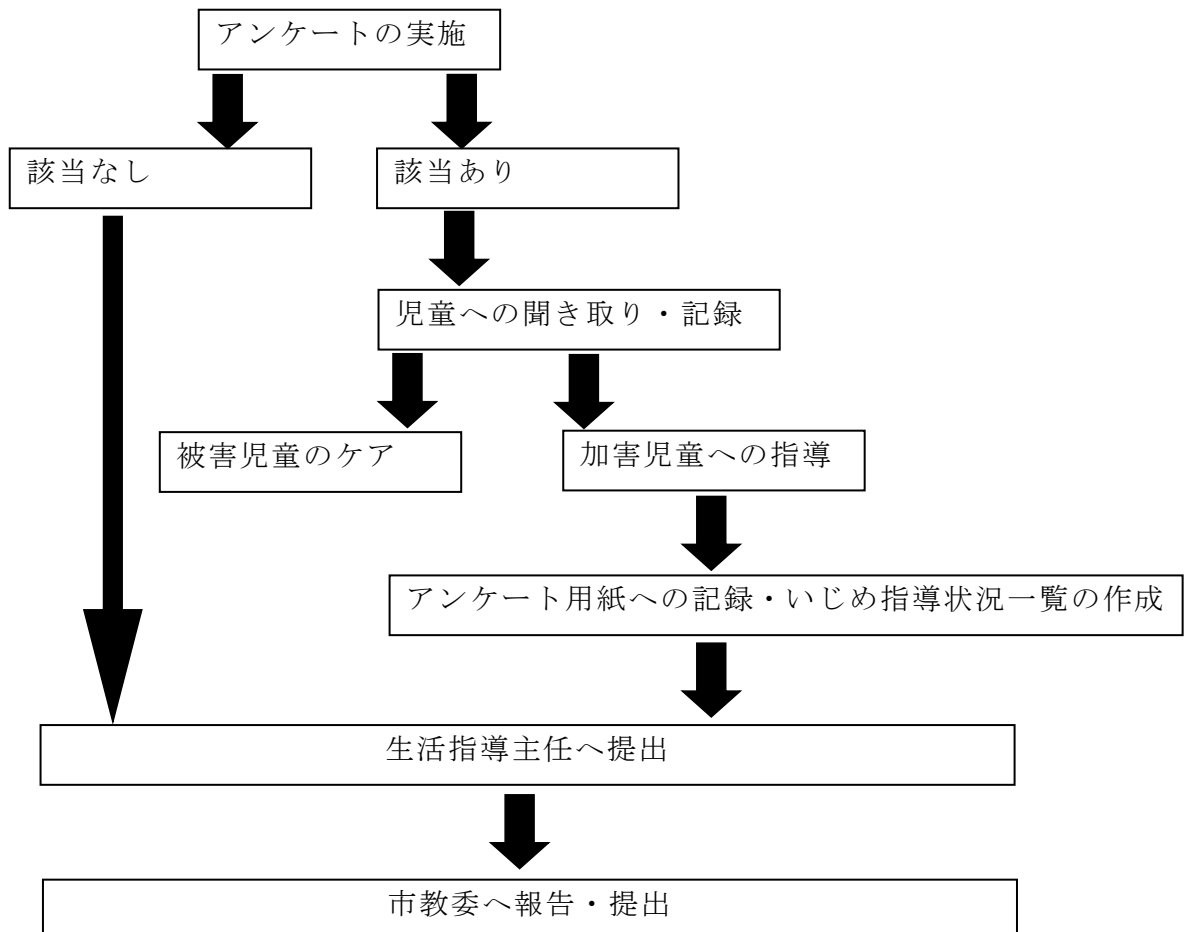 アンケートの実施
該当なし
該当あり
児童への聞き取り・記録
被害児童のケア
加害児童への指導
アンケート用紙への記録・いじめ指導状況一覧の作成
生活指導主任へ提出
市教委へ報告・提出